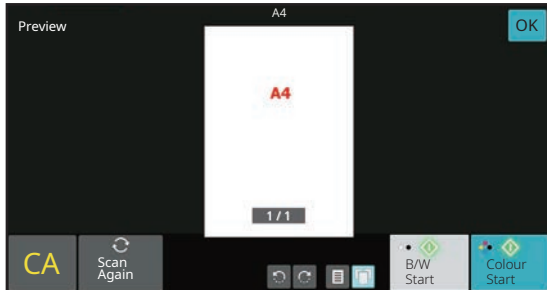 A4
Preview
OK
A4
1 / 1
CA
Scan
Again
B/W
Start
Colour
Start